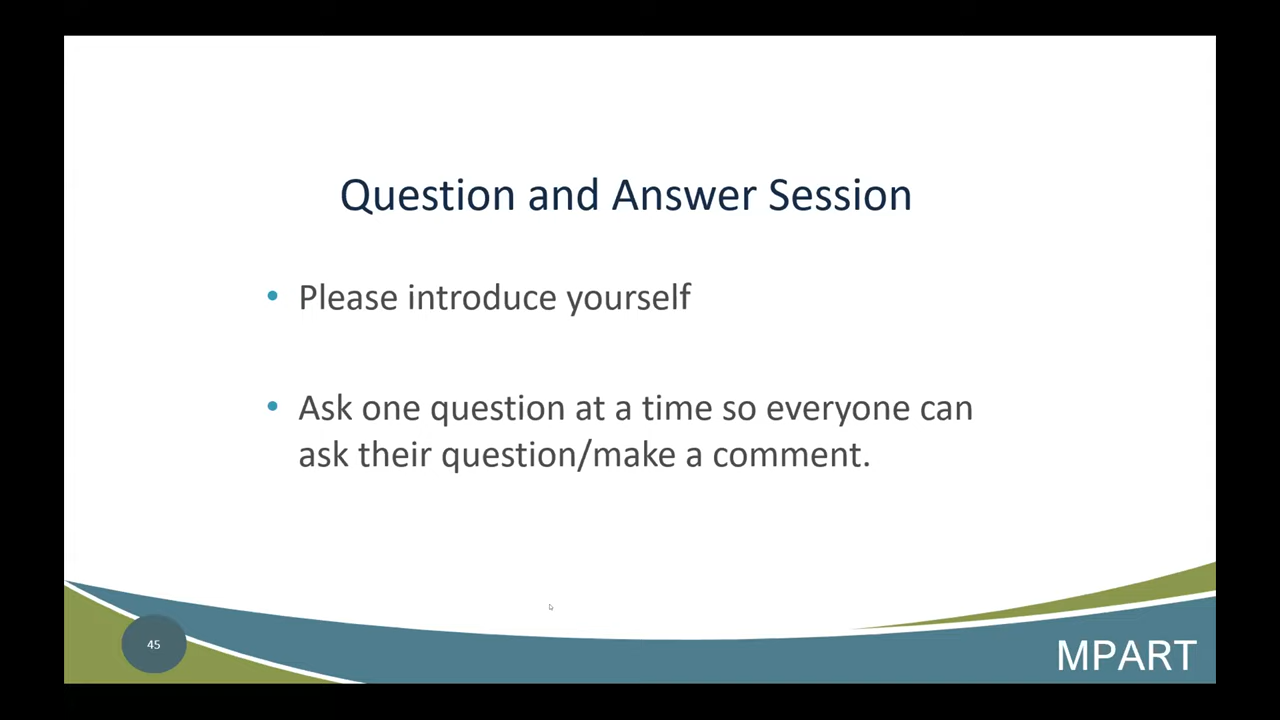 Question and Answer Session
• Please introduce yourself
• Ask one question at a time so everyone can
ask their question/make a comment.
45
MPART